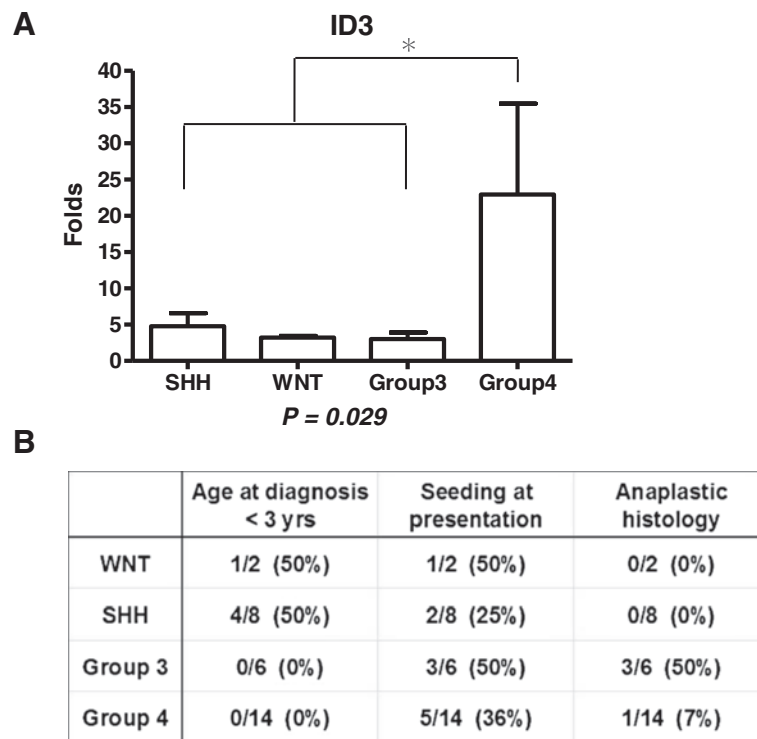 A
ID3
*
40
35
30
25
20
15
10
5
0
Folds
SHH WNT Group3 Group4
P = 0.029
B
Age at diagnosis < 3 yrs Seeding at presentation Anaplastic histology
WNT 1/2 (50%) 1/2 (50%) 0/2 (0%)
SHH 4/8 (50%) 2/8 (25%) 0/8 (0%)
Group 3 0/6 (0%) 3/6 (50%) 3/6 (50%)
Group 4 0/14 (0%) 5/14 (36%) 1/14 (7%)